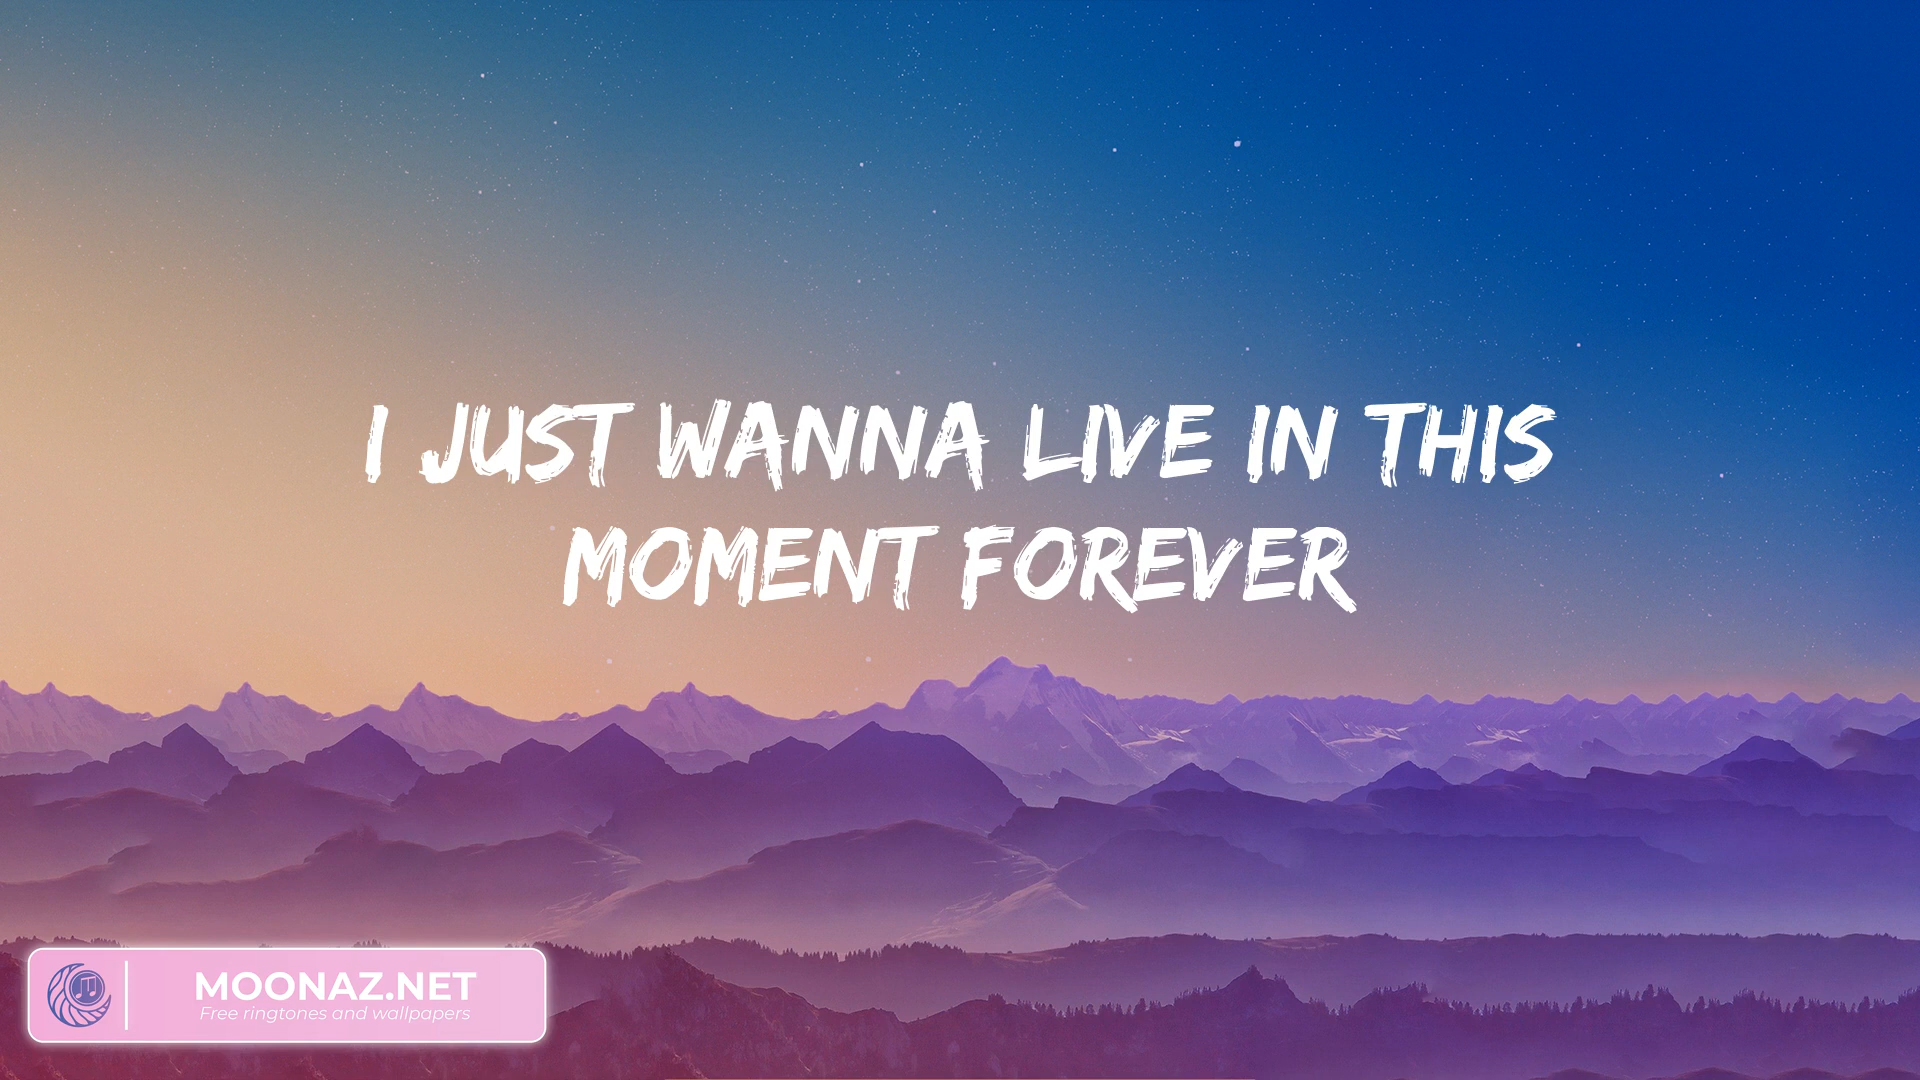 I JUST WANNA LIVE IN THIS
MOMENT FOREVER
MOONAZ.NET
Free ringtones and wallpapers